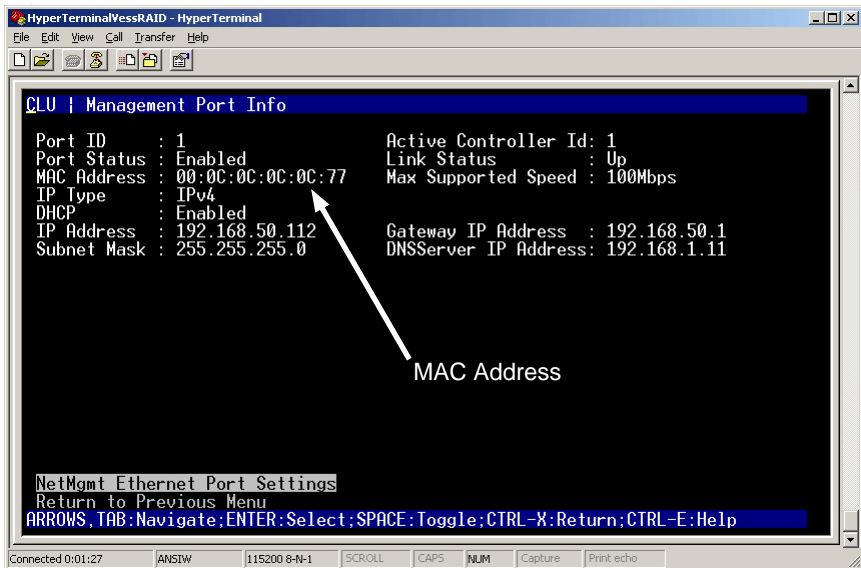 HyperTerminalVessRAID - HyperTerminal
File Edit View Call Transfer Help
CLU | Management Port Info
Port ID : 1 Active Controller Id: 1
Port Status : Enabled Link Status : Up
MAC Address : 00:0C:0C:0C:0C:77 Max Supported Speed : 100Mbps
IP Type : IPv4
DHCP : Enabled
IP Address : 192.168.50.112 Gateway IP Address : 192.168.50.1
Subnet Mask : 255.255.255.0 DNSServer IP Address: 192.168.1.11
MAC Address
NetMgmt Ethernet Port Settings
Return to Previous Menu
ARROWS,TAB:Navigate;ENTER:Select;SPACE:Toggle;CTRL-X:Return;CTRL-E:Help
Connected 0:01:27 ANSIW 115200 8-N-1 SCROLL CAPS NUM Capture Print echo